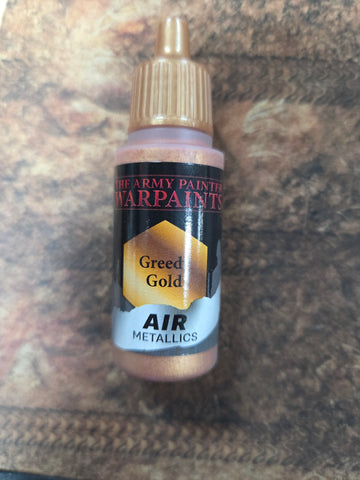 THE ARMY PAINTER
WARPAINTS
Greedy
Gold
AIR
METALLICS